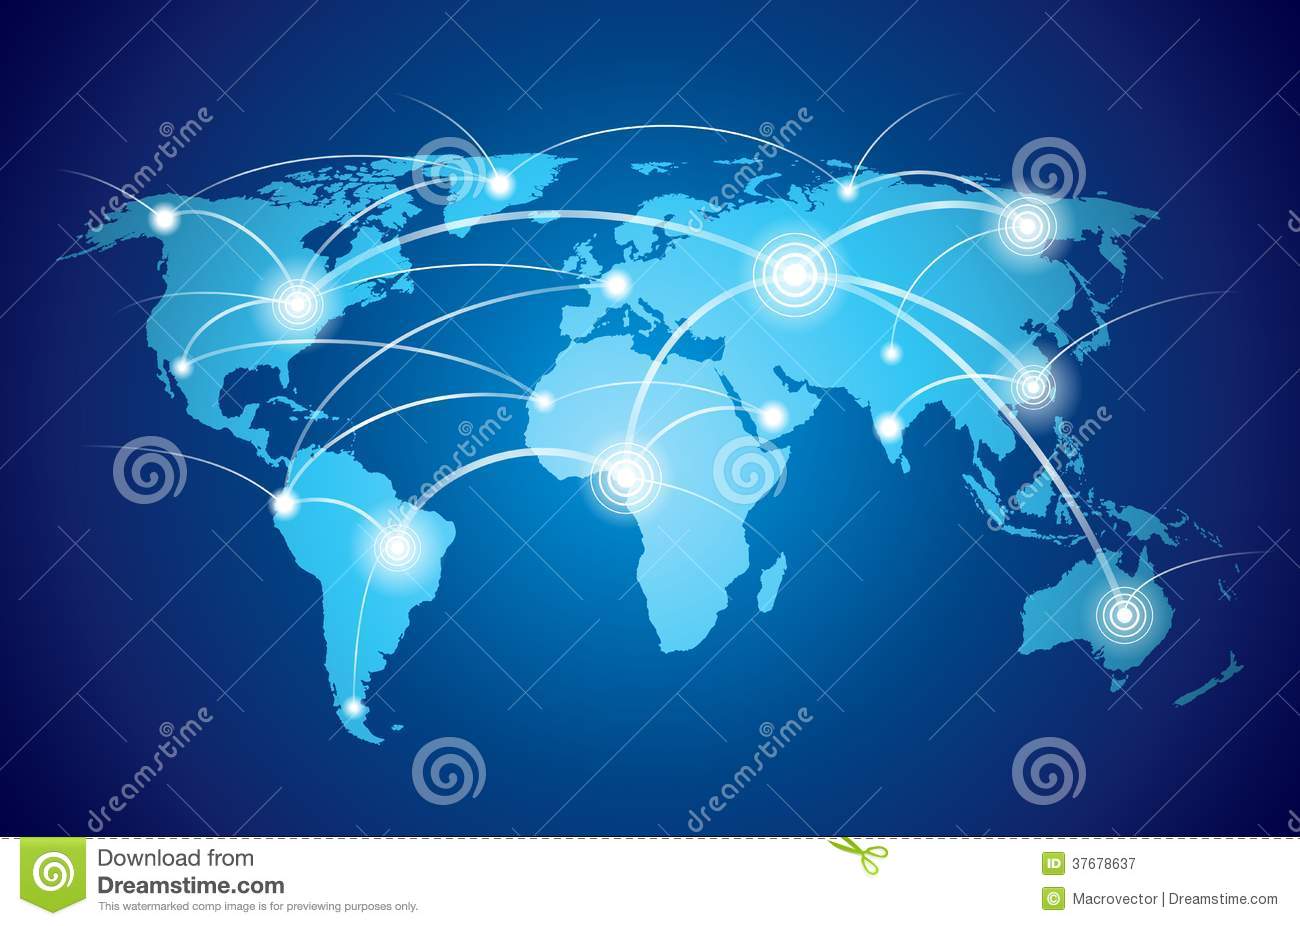 dreamstime
dreamstime
dreamstime
dreamstime
dreamstime
dreamstime
dreamstime
Download from
Dreamstime.com
This watermarked comp image is for previewing purposes only.
ID 37678637
© Macrovector | Dreamstime.com